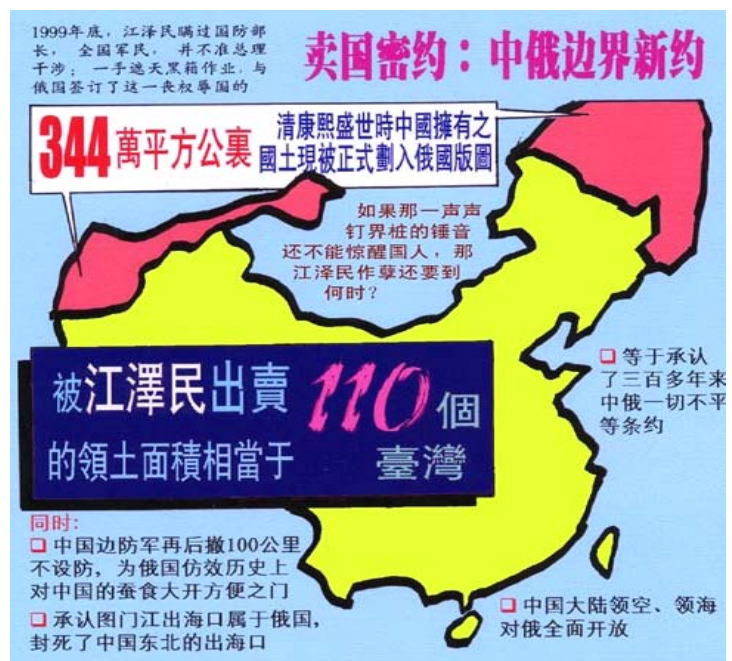 1999年底，江泽民瞒过国防部
长， 全国军民， 并不准总理
干涉； 一手遮天黑箱作业，与
俄国签订了这一丧权辱国的
卖国密约：中俄边界新约
344萬平方公裏
清康熙盛世時中國擁有之
國土現被正式劃入俄國版圖
如果那一声声
钉界桩的锤音
还不能惊醒国人，那
江泽民作孽还要到
何时？
被江澤民出賣110個
的領土面積相當于 臺灣
□ 等于承认
了三百多年来
中俄一切不平
等条约
同时:
□ 中国边防军再后撤100公里
不设防，为俄国仿效历史上
对中国的蚕食大开方便之门
□ 承认图门江出海口属于俄国，
封死了中国东北的出海口
□ 中国大陆领空、领海
对俄全面开放